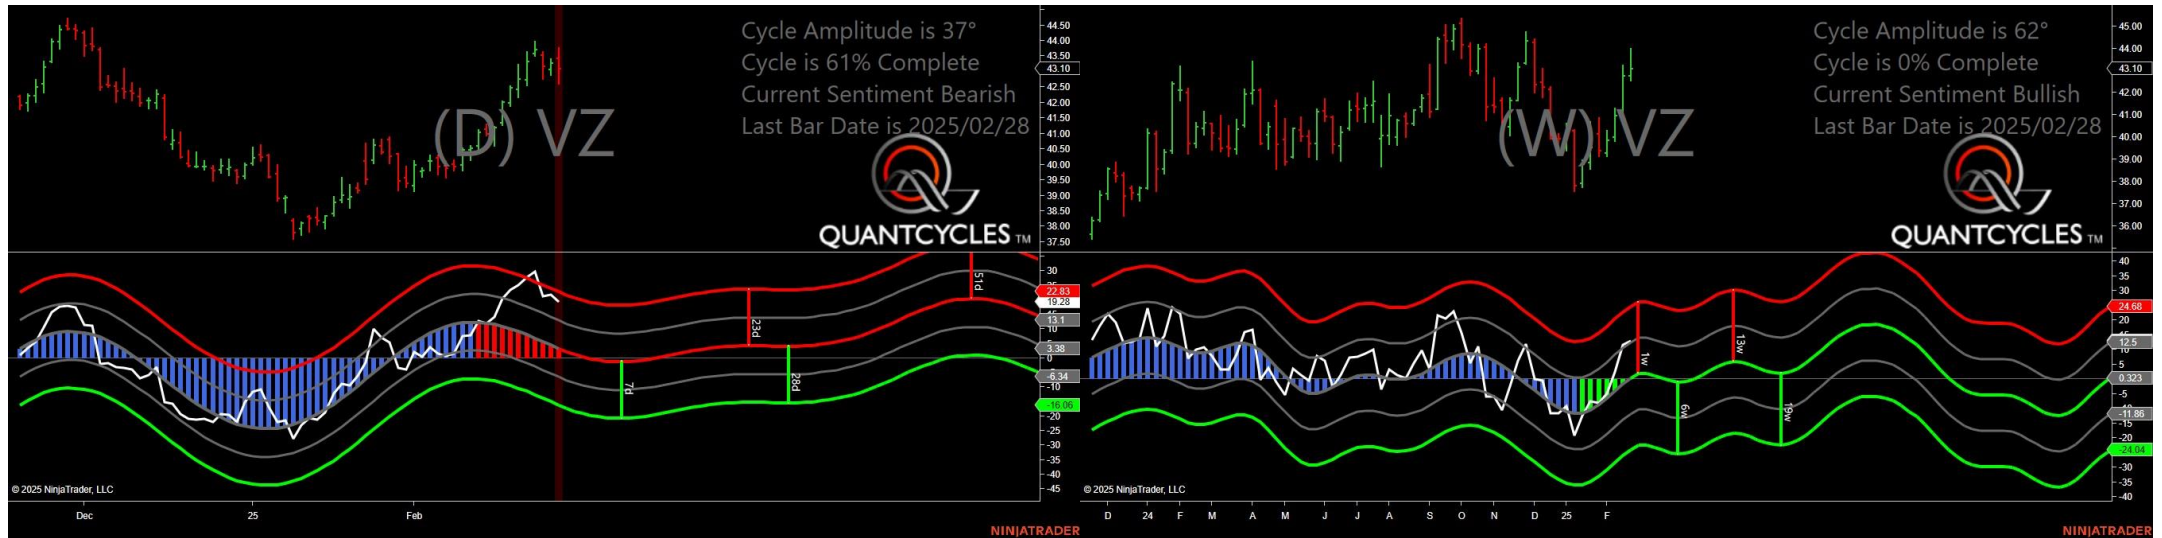 Cycle Amplitude is 37°
Cycle is 61% Complete
Current Sentiment Bearish
Last Bar Date is 2025/02/28
(D) VZ
QUANTCYCLES TM
44.50
44.00
43.50
43.10
42.50
42.00
41.50
41.00
40.50
40.00
39.50
39.00
38.50
38.00
37.50
30
22.83
19.28
13.1
10
3.38
0
-6.34
-10
-16.06
-20
-25
-30
-35
-40
-45
7d
23d
28d
51d
© 2025 NinjaTrader, LLC
Dec
25
Feb
NINJATRADER
Cycle Amplitude is 62°
Cycle is 0% Complete
Current Sentiment Bullish
Last Bar Date is 2025/02/28
(W) VZ
QUANTCYCLES TM
45.00
44.00
43.10
42.00
41.00
40.00
39.00
38.00
37.00
36.00
40
35
30
24.68
20
12.5
5
0.323
-5
-11.86
-15
-20
-24.04
-30
-35
-40
1w
6w
13w
19w
© 2025 NinjaTrader, LLC
D
24
F
M
A
M
J
J
A
S
O
N
D
25
F
NINJATRADER